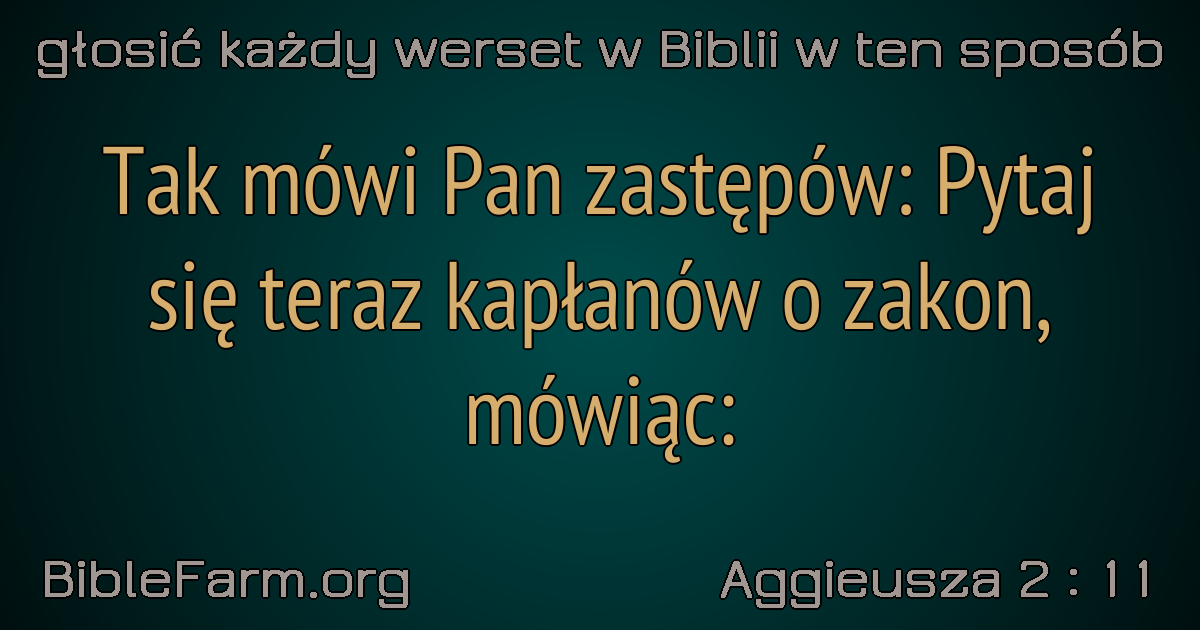 głosić każdy werset w Biblii w ten sposób
Tak mówi Pan zastępów: Pytaj
się teraz kapłanów o zakon,
mówiąc:
BibleFarm.org
Aggieusza 2 : 11